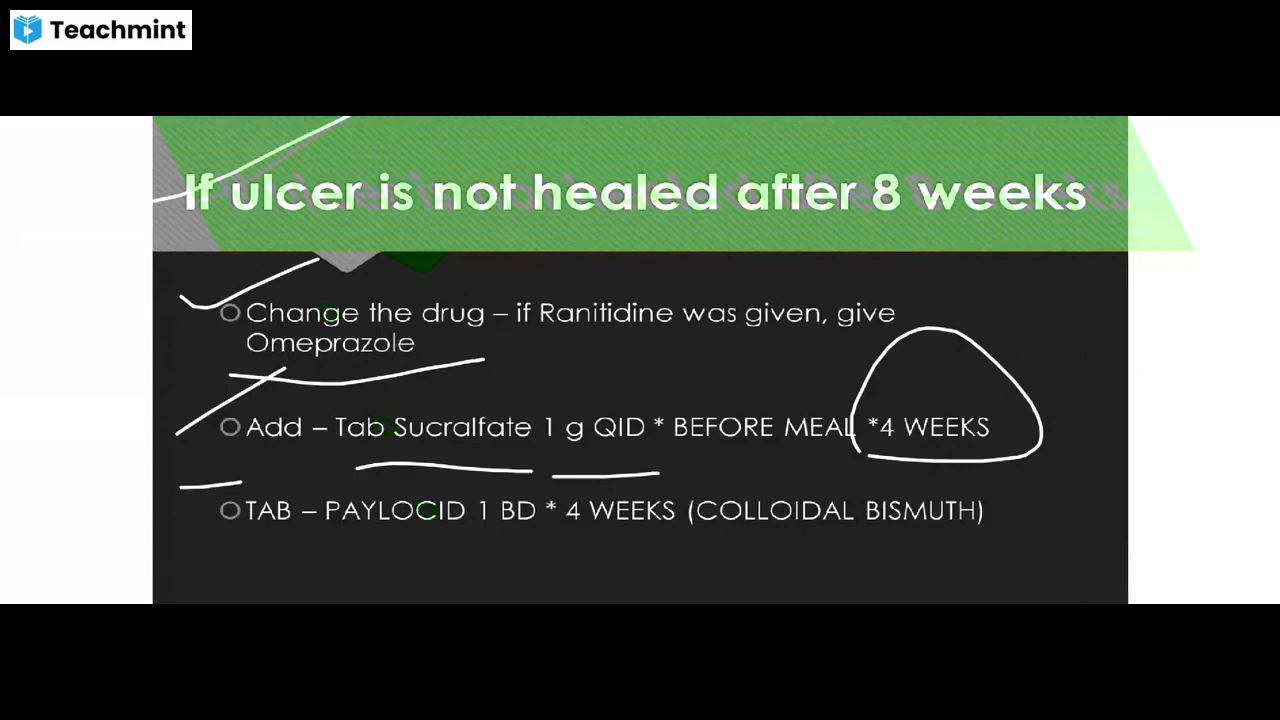 Teachmint
If ulcer is not healed after 8 weeks
Change the drug – if Ranitidine was given, give
Omeprazole
Add – Tab Sucralfate 1 g QID * BEFORE MEAL *4 WEEKS
TAB – PAYLOCID 1 BD * 4 WEEKS (COLLOIDAL BISMUTH)